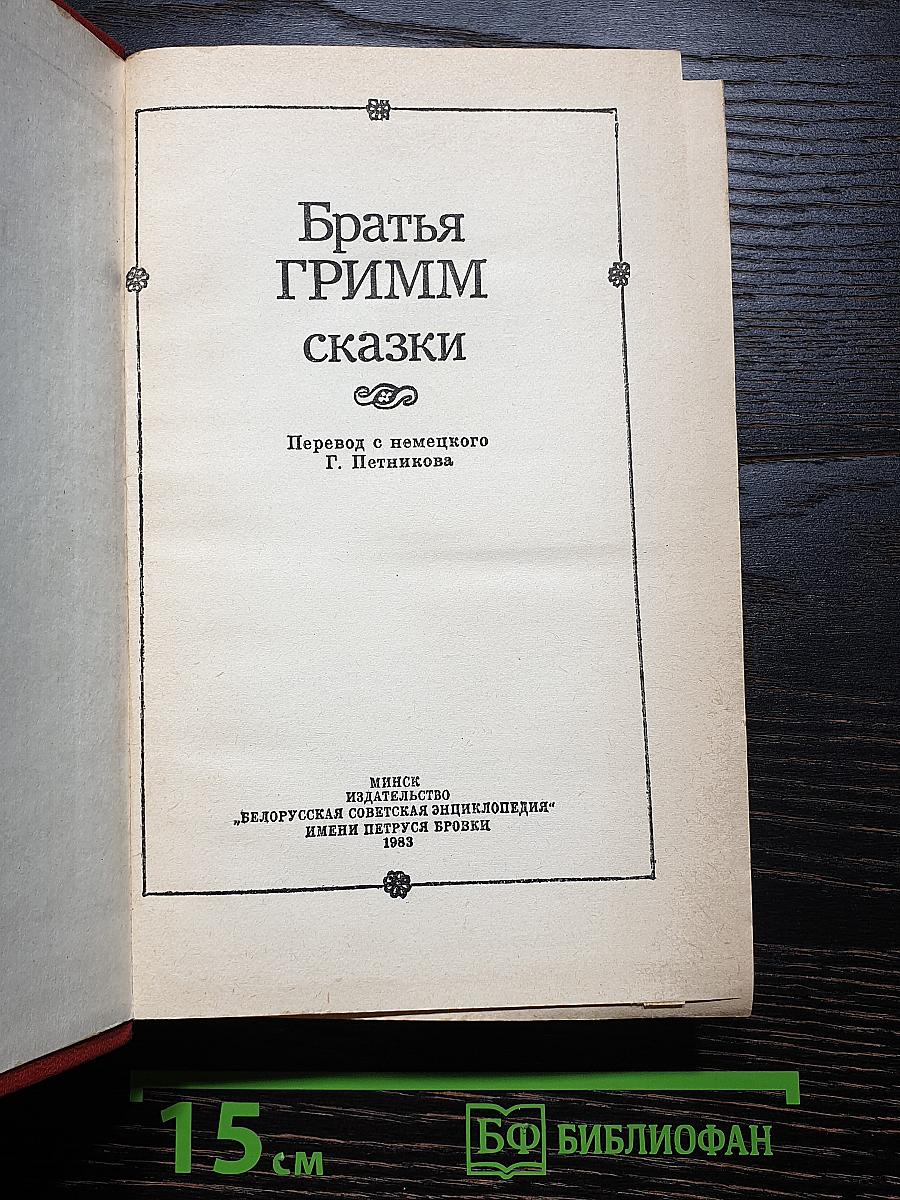 Братья
ГРИММ
сказки
Перевод с немецкого
Г. Петникова
МИНСК
ИЗДАТЕЛЬСТВО
„БЕЛОРУССКАЯ СОВЕТСКАЯ ЭНЦИКЛОПЕДИЯ“
ИМЕНИ ПЕТРУСЯ БРОВКИ
1983
15 см
БФ БИБЛИОФАН